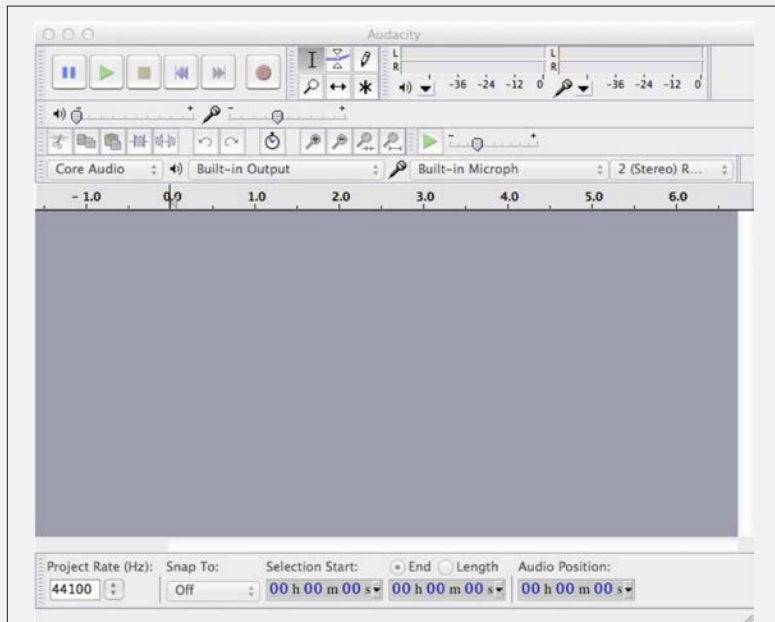 Audacity
L
R
L
R
-36 -24 -12 0
-36 -24 -12 0
- +
- +
- +
Core Audio
Built-in Output
Built-in Microph
2 (Stereo) R...
- 1.0 0.0 1.0 2.0 3.0 4.0 5.0 6.0
Project Rate (Hz): Snap To: Selection Start: End Length Audio Position:
44100 Off 00 h 00 m 00 s 00 h 00 m 00 s 00 h 00 m 00 s